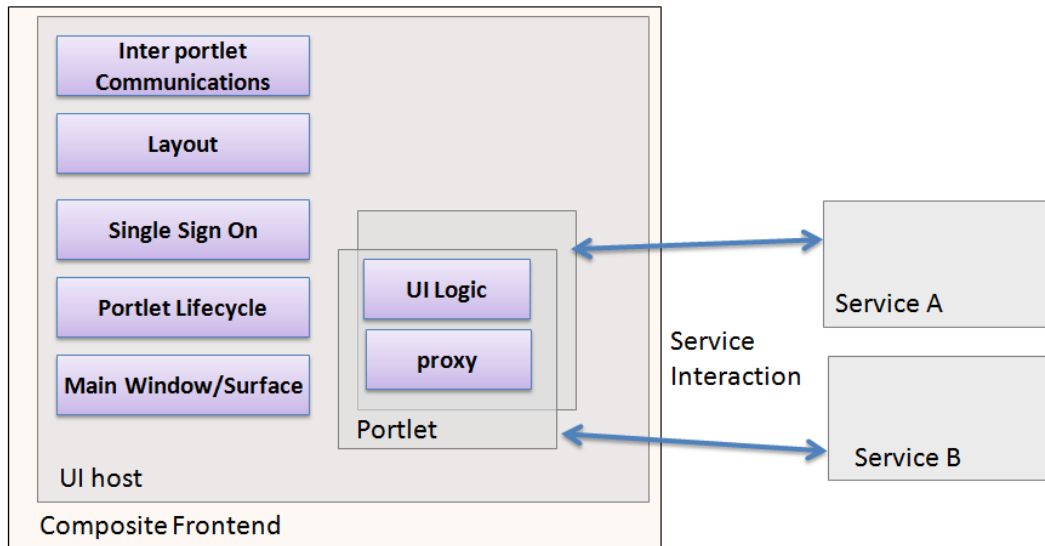 Inter portlet
Communications
Layout
Single Sign On
Portlet Lifecycle
Main Window/Surface
UI Logic
proxy
Portlet
UI host
Composite Frontend
Service
Interaction
Service A
Service B